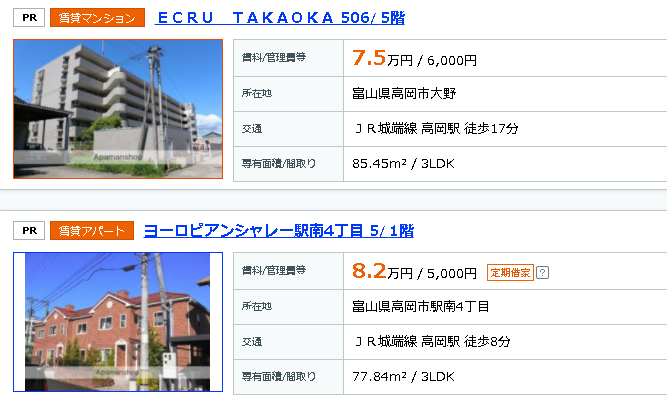 PR 賃貸マンション ＥＣＲＵ　ＴＡＫＡＯＫＡ 506/ 5階
賃料/管理費等 7.5万円 / 6,000円
所在地 富山県高岡市大野
交通 ＪＲ城端線 高岡駅 徒歩17分
専有面積/間取り 85.45m² / 3LDK
Apamanshop
PR 賃貸アパート ヨーロピアンシャレー駅南4丁目 5/ 1階
賃料/管理費等 8.2万円 / 5,000円 定期借家 ?
所在地 富山県高岡市駅南4丁目
交通 ＪＲ城端線 高岡駅 徒歩8分
専有面積/間取り 77.84m² / 3LDK
Apamanshop